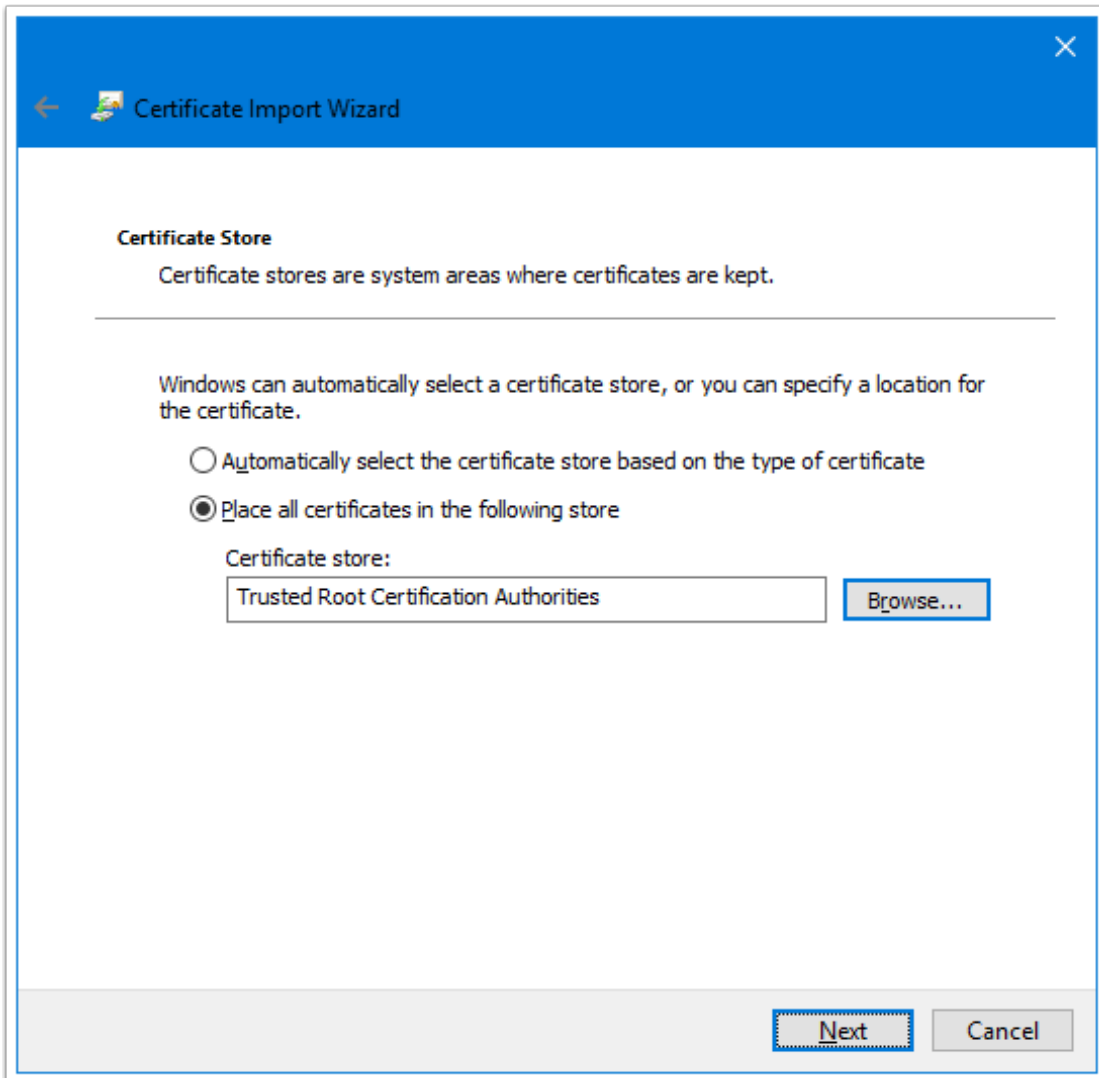 Certificate Import Wizard
Certificate Store
Certificate stores are system areas where certificates are kept.
Windows can automatically select a certificate store, or you can specify a location for
the certificate.
Automatically select the certificate store based on the type of certificate
Place all certificates in the following store
Certificate store:
Trusted Root Certification Authorities
Browse...
Next
Cancel